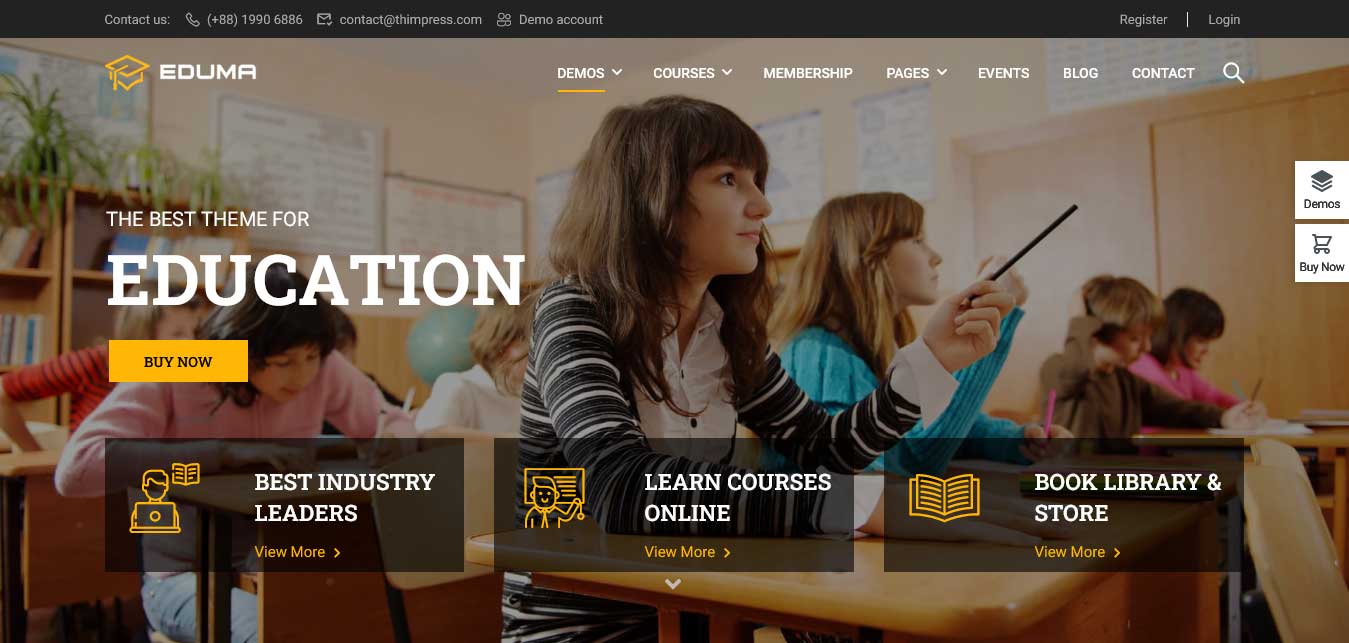 Contact us: (+88) 1990 6886 contact@thimpress.com Demo account Register Login
EDUMA DEMOS COURSES MEMBERSHIP PAGES EVENTS BLOG CONTACT
Demos
Buy Now
THE BEST THEME FOR
EDUCATION
BUY NOW
BEST INDUSTRY
LEADERS
View More
LEARN COURSES
ONLINE
View More
BOOK LIBRARY &
STORE
View More